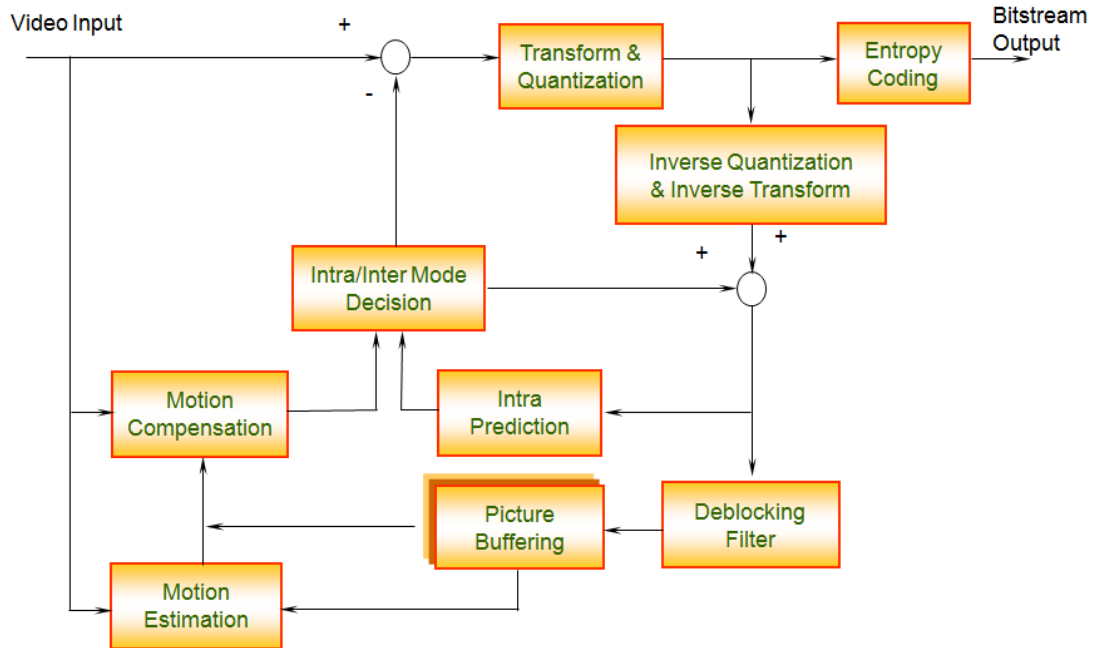 Video Input
+
Bitstream
Output
Transform &
Quantization
Entropy
Coding
-
Inverse Quantization
& Inverse Transform
+
+
Intra/Inter Mode
Decision
Motion
Compensation
Intra
Prediction
Picture
Buffering
Deblocking
Filter
Motion
Estimation